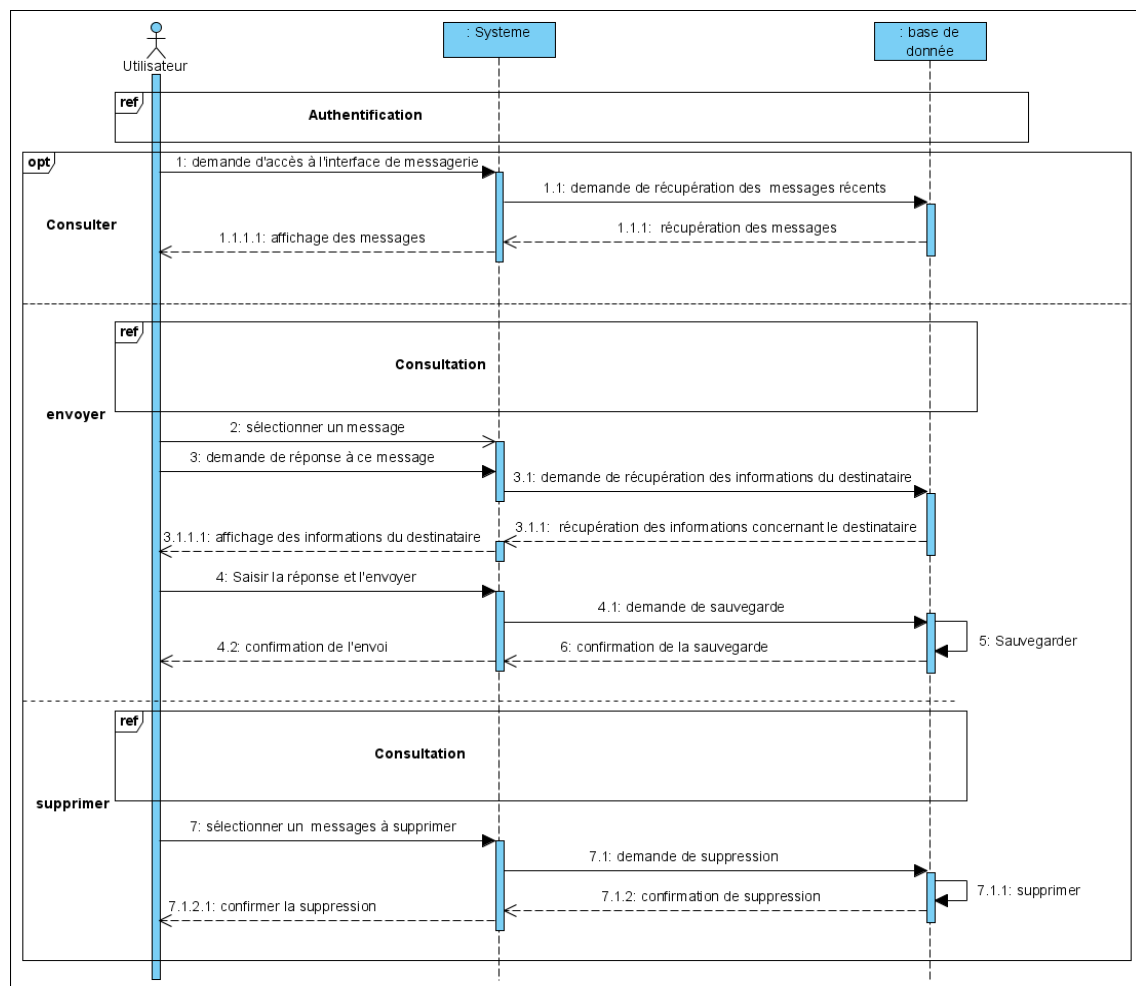 : Systeme
: base de
donnée
Utilisateur
ref
Authentification
opt
1: demande d'accès à l'interface de messagerie
1.1: demande de récupération des messages récents
Consulter
1.1.1: récupération des messages
1.1.1.1: affichage des messages
ref
Consultation
envoyer
2: sélectionner un message
3: demande de réponse à ce message
3.1: demande de récupération des informations du destinataire
3.1.1: récupération des informations concernant le destinataire
3.1.1.1: affichage des informations du destinataire
4: Saisir la réponse et l'envoyer
4.1: demande de sauvegarde
5: Sauvegarder
4.2: confirmation de l'envoi
6: confirmation de la sauvegarde
ref
Consultation
supprimer
7: sélectionner un messages à supprimer
7.1: demande de suppression
7.1.1: supprimer
7.1.2: confirmation de suppression
7.1.2.1: confirmer la suppression